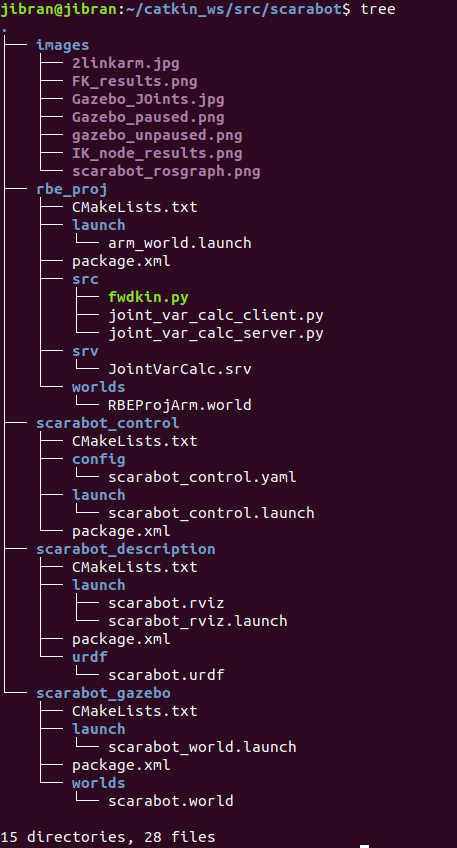 jibran@jibran:~/catkin_ws/src/scarabot$ tree
.
├── images
│   ├── 2linkarm.jpg
│   ├── FK_results.png
│   ├── Gazebo_JOints.jpg
│   ├── Gazebo_paused.png
│   ├── gazebo_unpaused.png
│   ├── IK_node_results.png
│   └── scarabot_rosgraph.png
├── rbe_proj
│   ├── CMakeLists.txt
│   ├── launch
│   │   └── arm_world.launch
│   ├── package.xml
│   ├── src
│   │   ├── fwdkin.py
│   │   ├── joint_var_calc_client.py
│   │   └── joint_var_calc_server.py
│   ├── srv
│   │   └── JointVarCalc.srv
│   └── worlds
│       └── RBEProjArm.world
├── scarabot_control
│   ├── CMakeLists.txt
│   ├── config
│   │   └── scarabot_control.yaml
│   ├── launch
│   │   └── scarabot_control.launch
│   └── package.xml
├── scarabot_description
│   ├── CMakeLists.txt
│   ├── launch
│   │   ├── scarabot.rviz
│   │   └── scarabot_rviz.launch
│   ├── package.xml
│   └── urdf
│       └── scarabot.urdf
└── scarabot_gazebo
    ├── CMakeLists.txt
    ├── launch
    │   └── scarabot_world.launch
    ├── package.xml
    └── worlds
        └── scarabot.world
15 directories, 28 files